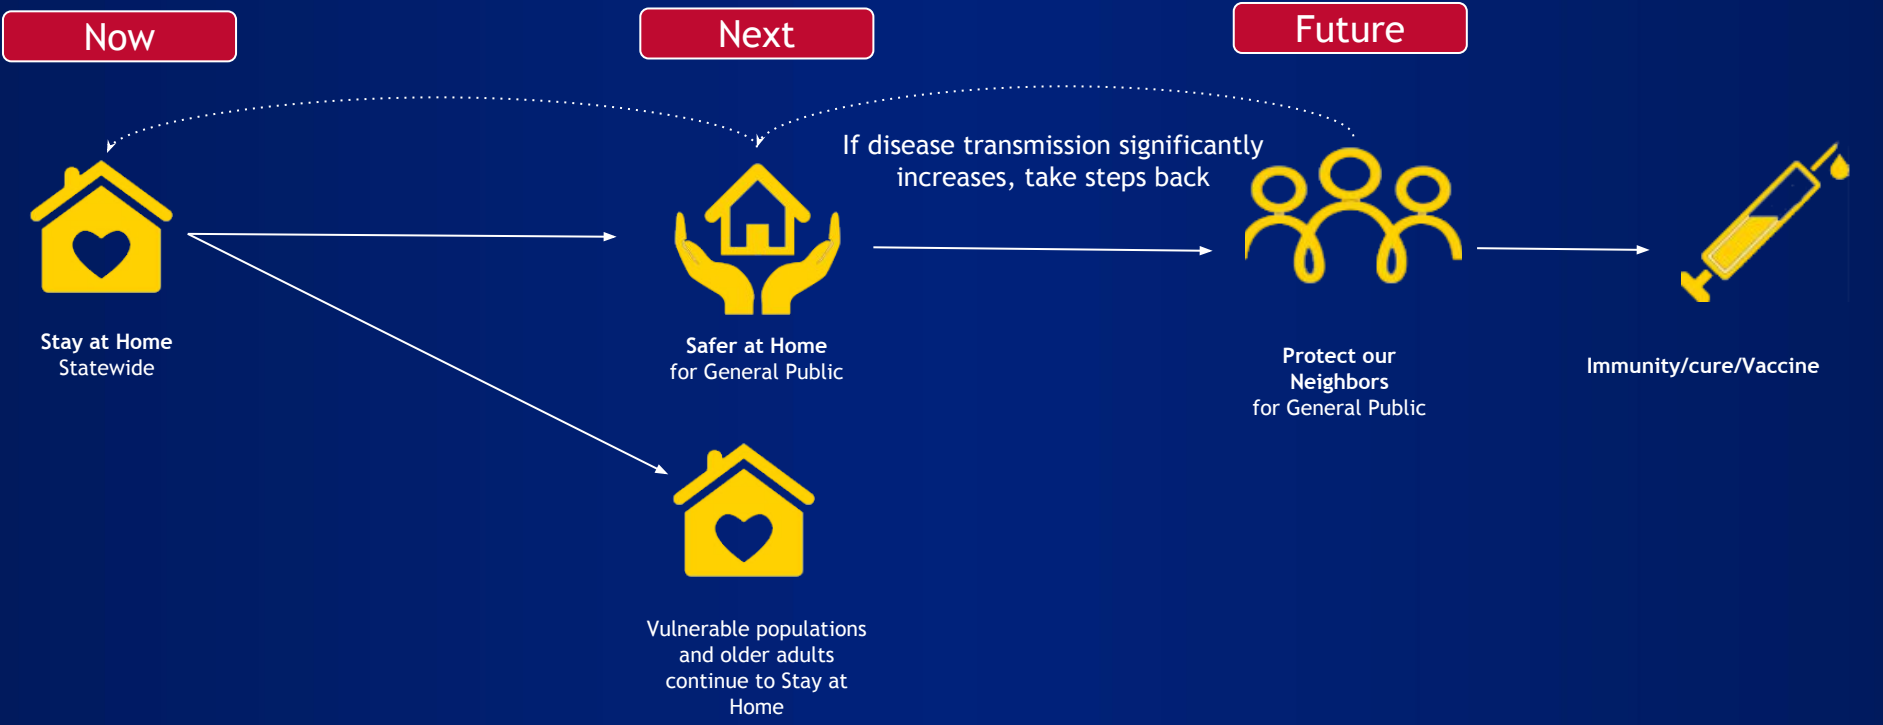 Now
Next
Future
If disease transmission significantly
increases, take steps back
Stay at Home
Statewide
Safer at Home
for General Public
Protect our
Neighbors
for General Public
Immunity/cure/Vaccine
Vulnerable populations
and older adults
continue to Stay at
Home